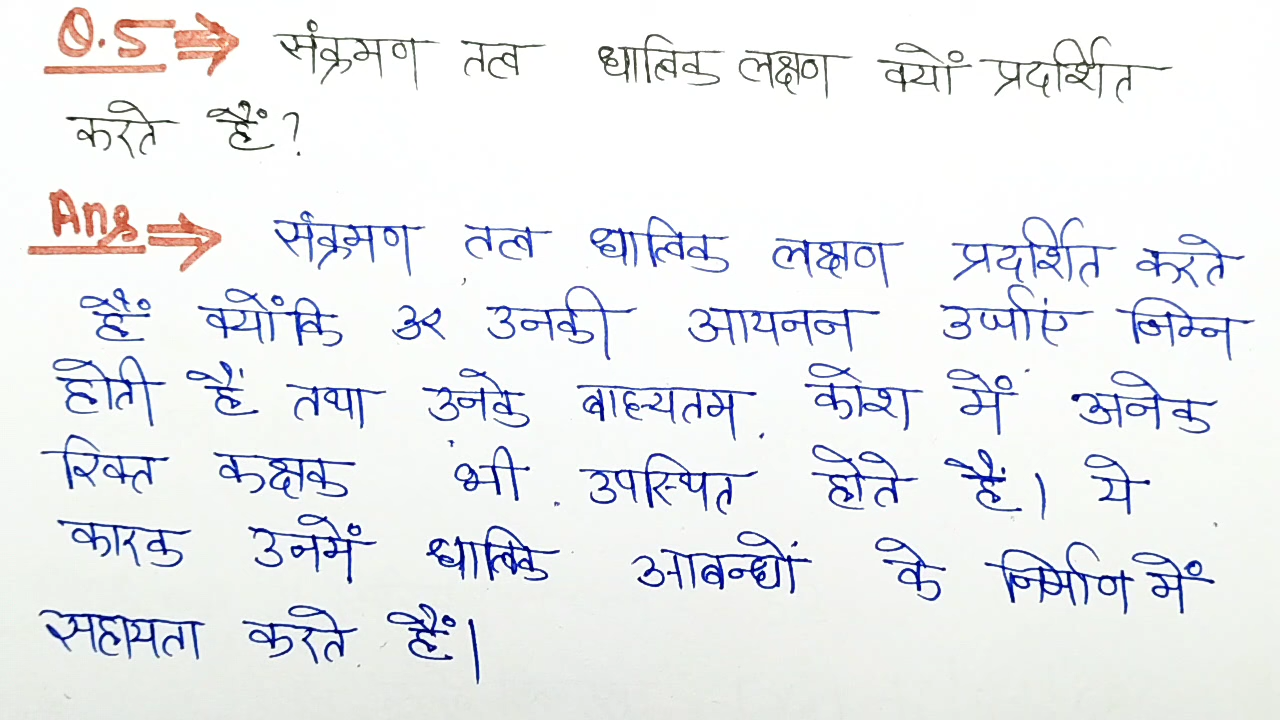 Q.5 ⇒ संक्रमण तत्व धात्विक लक्षण क्यों प्रदर्शित
करते हैं?
Ans ⇒ संक्रमण तत्व धात्विक लक्षण प्रदर्शित करते
हैं क्योंकि उर उनकी आयनन उर्जाएं निम्न
होती हैं तथा उनके बाह्यतम कोश में अनेक
रिक्त कक्षक भी उपस्थित होते हैं। ये
कारक उनमें धात्विक आबन्धों के निर्माण में
सहायता करते हैं।